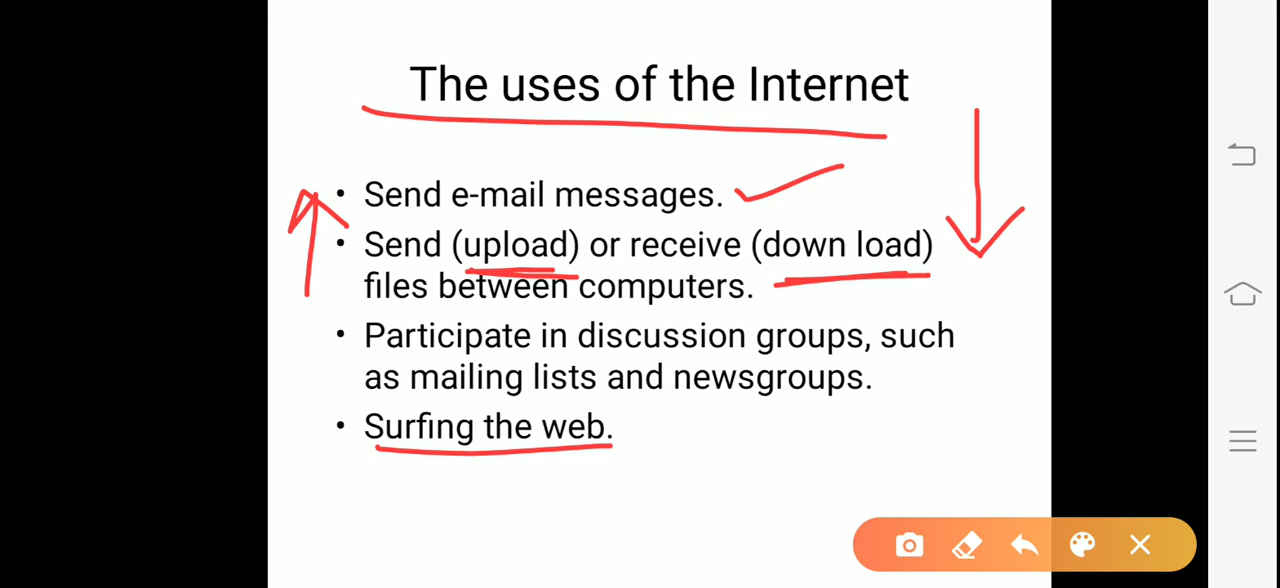 The uses of the Internet
• Send e-mail messages.
• Send (upload) or receive (down load)
files between computers.
• Participate in discussion groups, such
as mailing lists and newsgroups.
• Surfing the web.